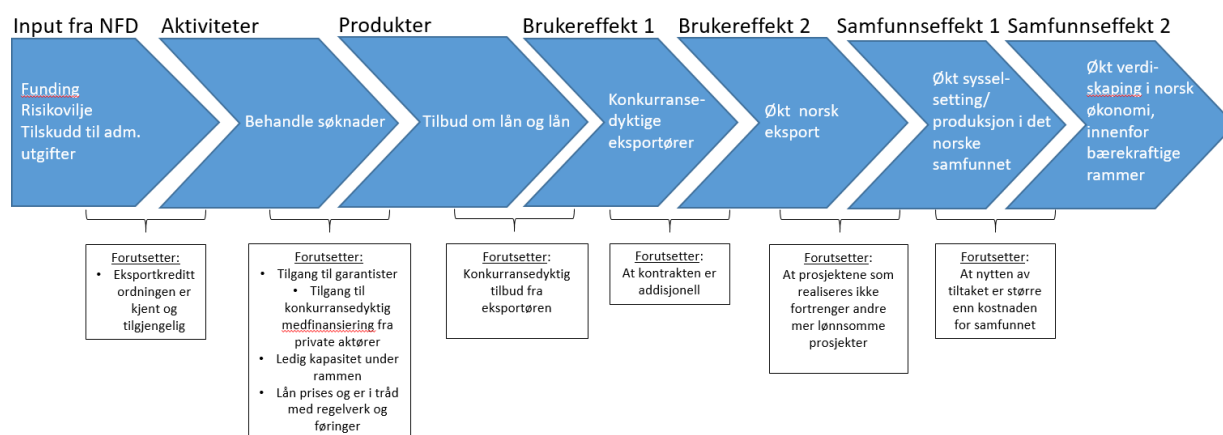 Input fra NFD
Aktiviteter
Produkter
Brukereffekt 1
Brukereffekt 2
Samfunnseffekt 1
Samfunnseffekt 2
Funding
Risikovilje
Tilskudd til adm.
utgifter
Behandle søknader
Tilbud om lån og lån
Konkurranse-
dyktige
eksportører
Økt  norsk
eksport
Økt syssel-
setting/
produksjon i det
norske
samfunnet
Økt verdi-
skaping i norsk
økonomi,
innenfor
bærekraftige
rammer
Forutsetter:
• Eksportkreditt
ordningen er
kjent og
tilgjengelig
Forutsetter:
• Tilgang til garantister
• Tilgang til
konkurransedyktig
medfinansiering fra
private aktører
• Ledig kapasitet under
rammen
• Lån prises og er i tråd
med regelverk og
føringer
Forutsetter:
Konkurransedyktig
tilbud fra
eksportøren
Forutsetter:
At kontrakten er
addisjonell
Forutsetter:
At prosjektene som
realiseres ikke
fortrenger andre
mer lønnsomme
prosjekter
Forutsetter:
At nytten av
tiltaket er større
enn kostnaden
for samfunnet